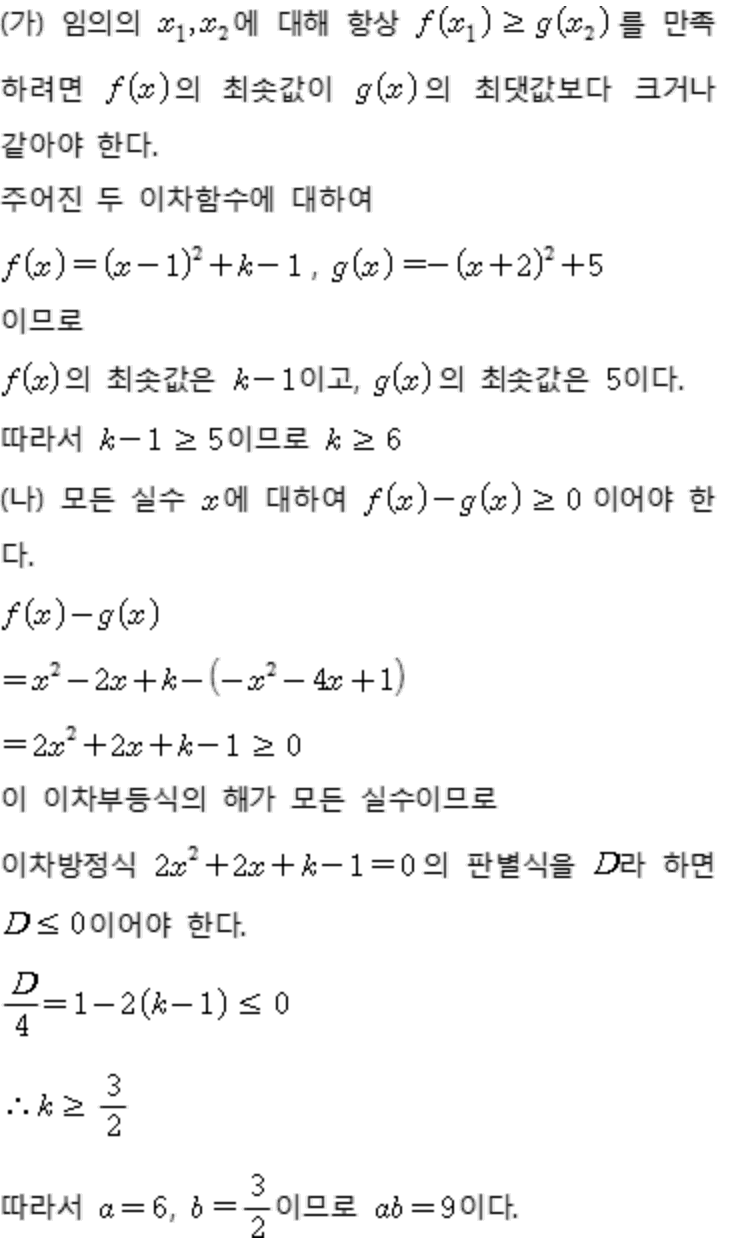 (가) 임의의 x₁,x₂에 대해 항상 f(x₁) ≥ g(x₂)를 만족
하려면 f(x)의 최솟값이 g(x)의 최댓값보다 크거나
같아야 한다.
주어진 두 이차함수에 대하여
f(x)=(x-1)²+k-1, g(x)=-(x+2)²+5
이므로
f(x)의 최솟값은 k-1이고, g(x)의 최솟값은 5이다.
따라서 k-1 ≥ 5이므로 k ≥ 6
(나) 모든 실수 x에 대하여 f(x)-g(x) ≥ 0 이어야 한
다.
f(x)-g(x)
=x²-2x+k-(-x²-4x+1)
=2x²+2x+k-1 ≥ 0
이 이차부등식의 해가 모든 실수이므로
이차방정식 2x²+2x+k-1=0의 판별식을 D라 하면
D ≤ 0이어야 한다.
D/4=1-2(k-1) ≤ 0
∴k ≥ 3/2
따라서 a=6, b=3/2이므로 ab=9이다.